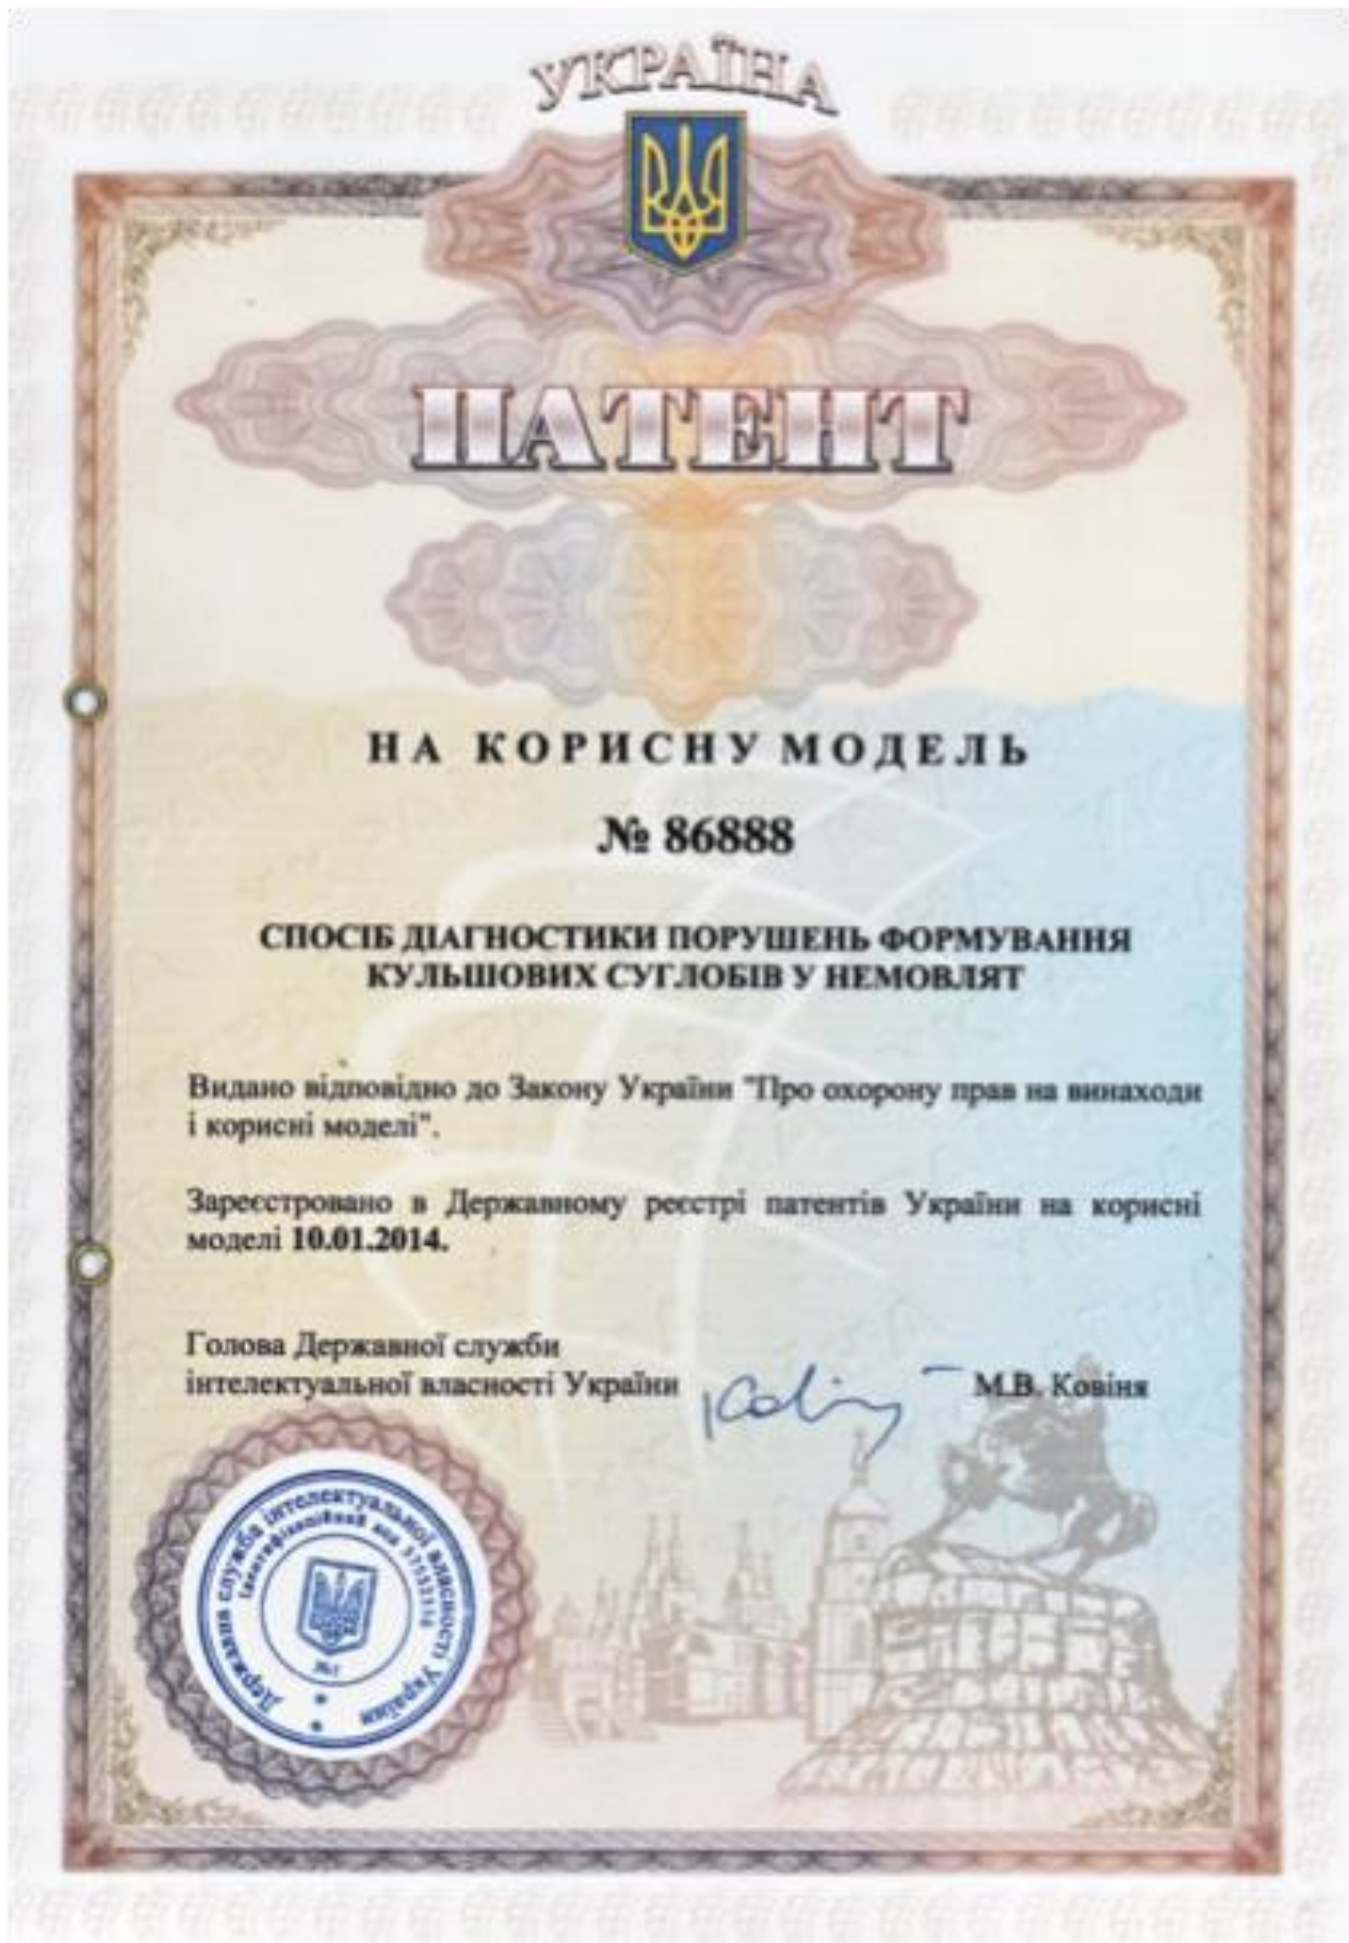 УКРАЇНА
ПАТЕНТ
НА КОРИСНУ МОДЕЛЬ
№ 86888
СПОСІБ ДІАГНОСТИКИ ПОРУШЕНЬ ФОРМУВАННЯ
КУЛЬШОВИХ СУГЛОБІВ У НЕМОВЛЯТ
Видано відповідно до Закону України "Про охорону прав на винаходи
і корисні моделі".
Зареєстровано в Державному реєстрі патентів України на корисні
моделі 10.01.2014.
Голова Державної служби
інтелектуальної власності України
М.В. Ковіня
Державна служба інтелектуальної власності України
Ідентифікаційний код